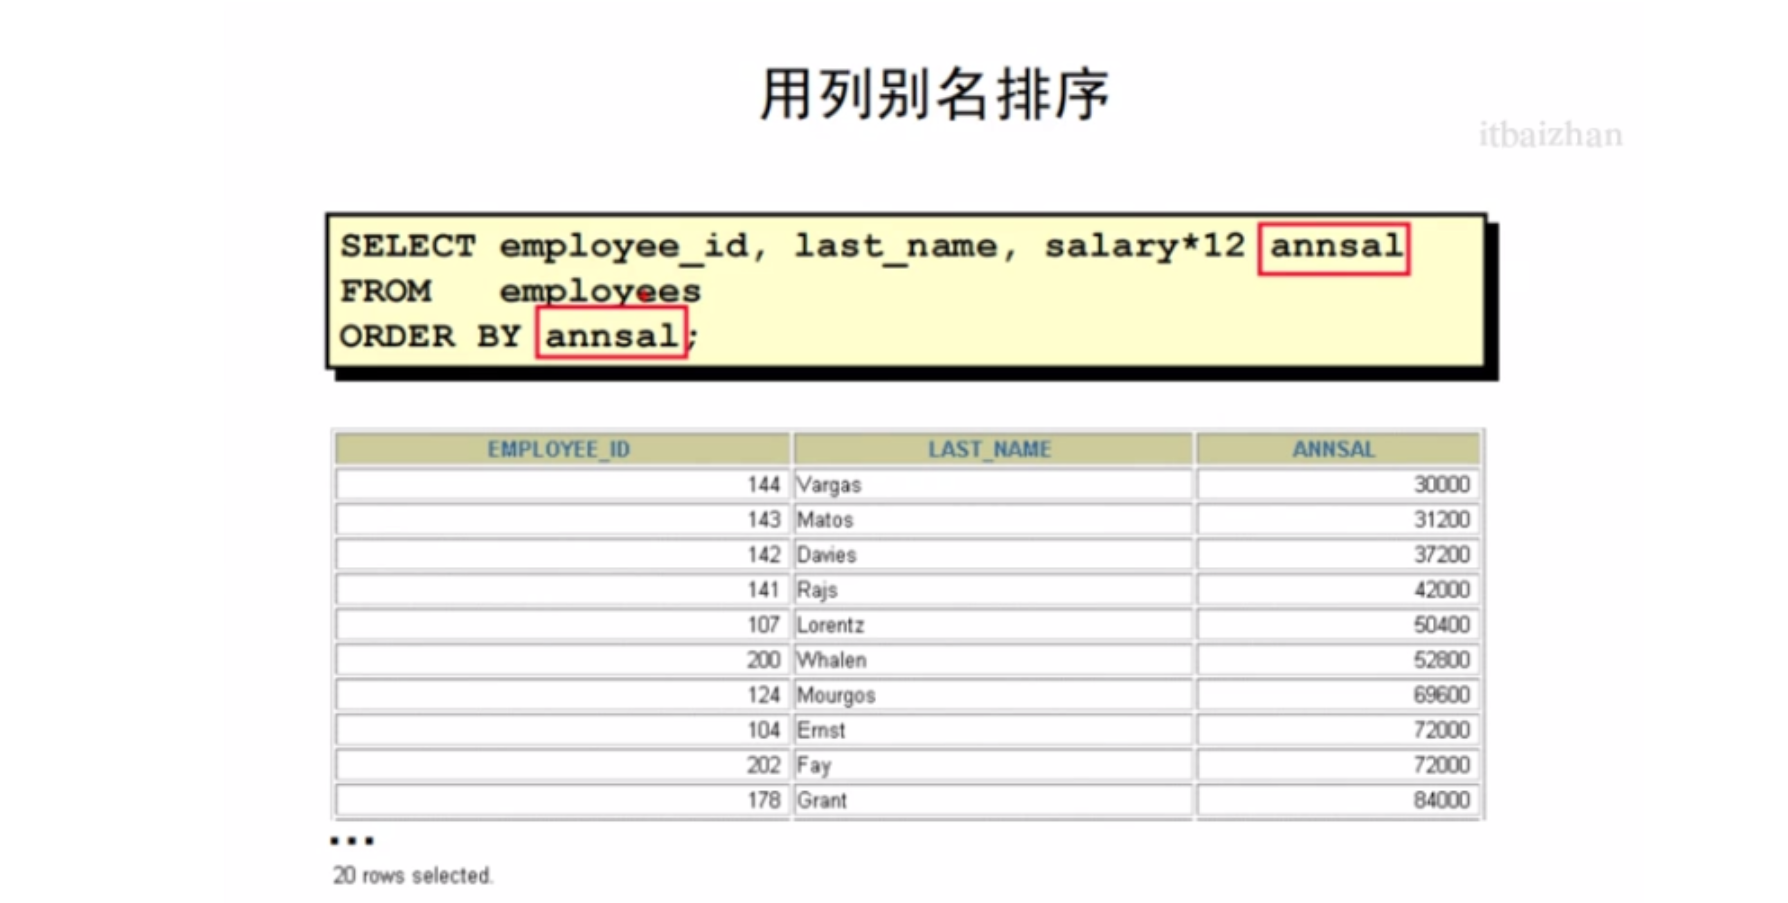 用列别名排序
itbaizhan
SELECT employee_id, last_name, salary*12 annsal
FROM employees
ORDER BY annsal;
EMPLOYEE_ID LAST_NAME ANNSAL
144 Vargas 30000
143 Matos 31200
142 Davies 37200
141 Rajs 42000
107 Lorentz 50400
200 Whalen 52800
124 Mourgos 69600
104 Ernst 72000
202 Fay 72000
178 Grant 84000
...
20 rows selected.